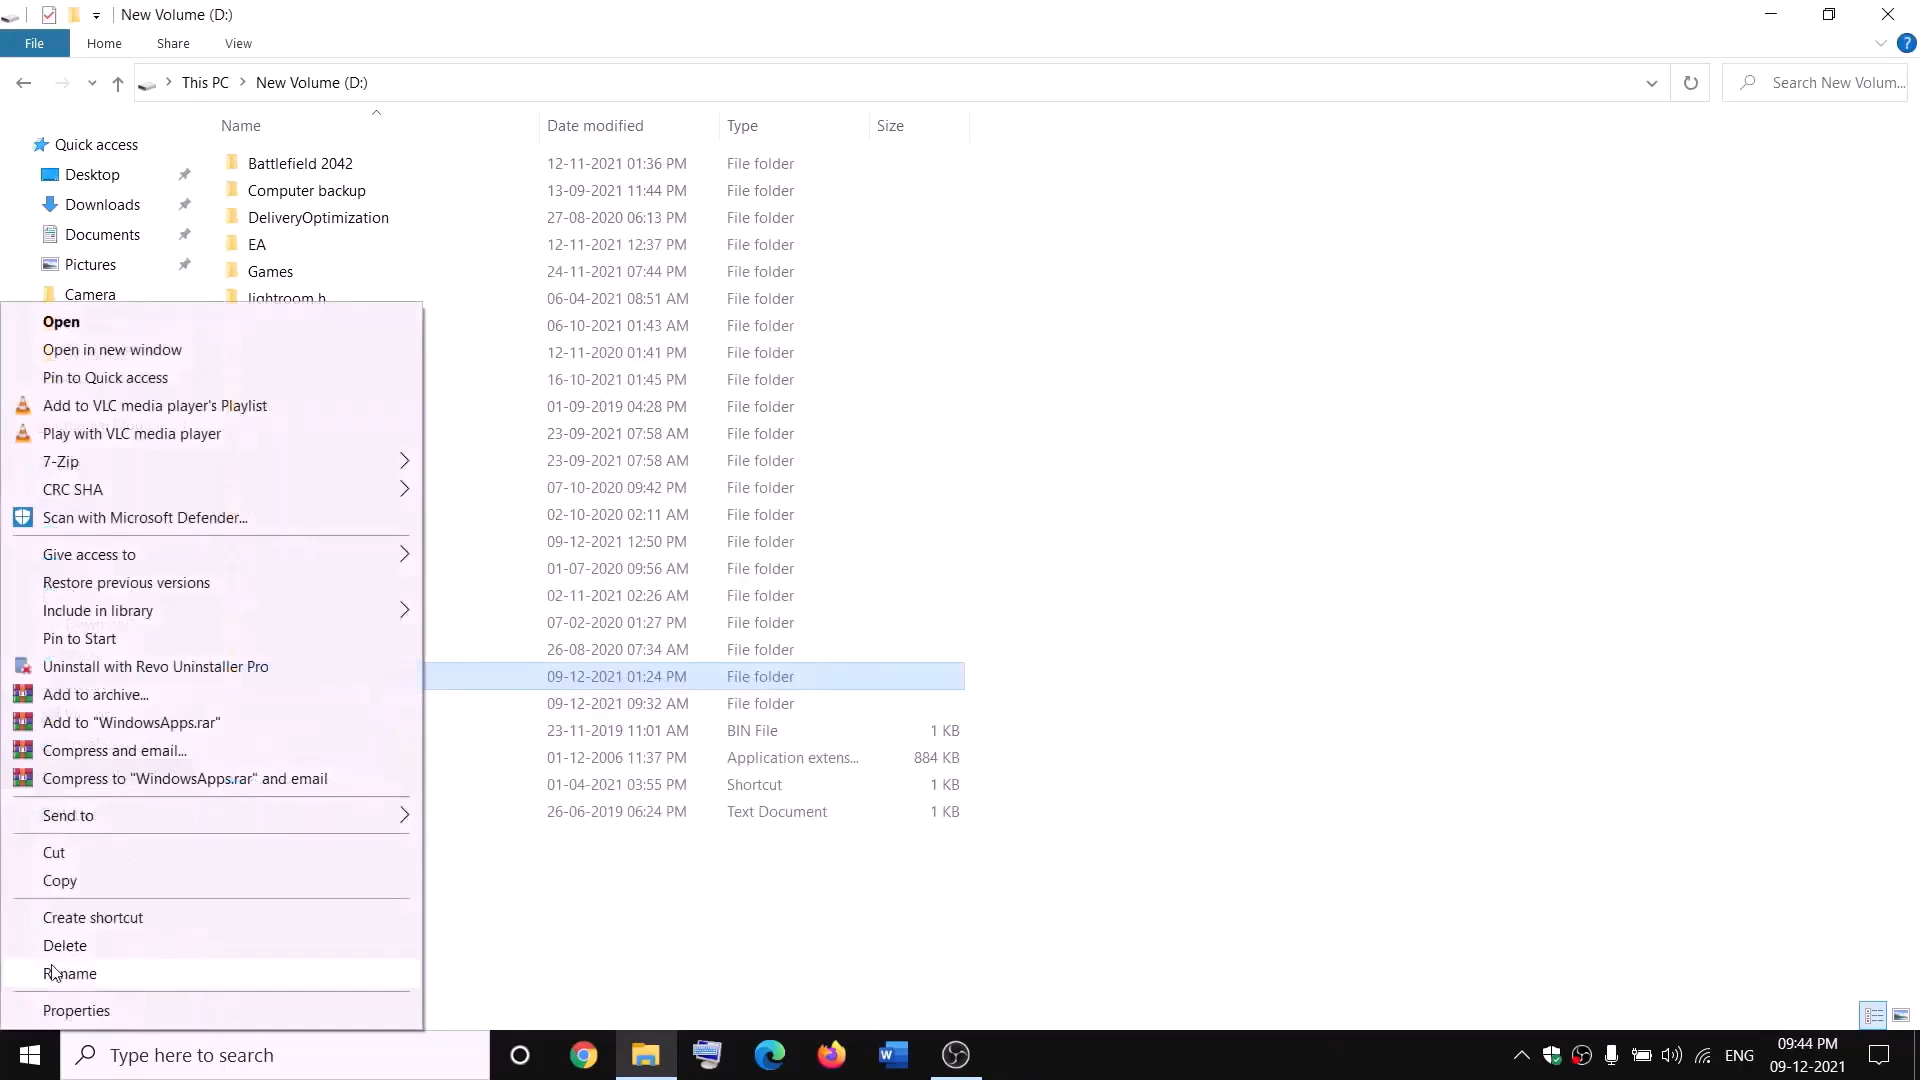 New Volume (D:)
File Home Share View
This PC New Volume (D:)
Search New Volum...
Name Date modified Type Size
Quick access
Desktop
Downloads
Documents
Pictures
Camera
Battlefield 2042 12-11-2021 01:36 PM File folder
Computer backup 13-09-2021 11:44 PM File folder
DeliveryOptimization 27-08-2020 06:13 PM File folder
EA 12-11-2021 12:37 PM File folder
Games 24-11-2021 07:44 PM File folder
lightroom h 06-04-2021 08:51 AM File folder
06-10-2021 01:43 AM File folder
12-11-2020 01:41 PM File folder
16-10-2021 01:45 PM File folder
01-09-2019 04:28 PM File folder
23-09-2021 07:58 AM File folder
23-09-2021 07:58 AM File folder
07-10-2020 09:42 PM File folder
02-10-2020 02:11 AM File folder
09-12-2021 12:50 PM File folder
01-07-2020 09:56 AM File folder
02-11-2021 02:26 AM File folder
07-02-2020 01:27 PM File folder
26-08-2020 07:34 AM File folder
09-12-2021 01:24 PM File folder
09-12-2021 09:32 AM File folder
23-11-2019 11:01 AM BIN File 1 KB
01-12-2006 11:37 PM Application extens... 884 KB
01-04-2021 03:55 PM Shortcut 1 KB
26-06-2019 06:24 PM Text Document 1 KB
Open
Open in new window
Pin to Quick access
Add to VLC media player's Playlist
Play with VLC media player
7-Zip
CRC SHA
Scan with Microsoft Defender...
Give access to
Restore previous versions
Include in library
Pin to Start
Uninstall with Revo Uninstaller Pro
Add to archive...
Add to "WindowsApps.rar"
Compress and email...
Compress to "WindowsApps.rar" and email
Send to
Cut
Copy
Create shortcut
Delete
Rename
Properties
Type here to search
ENG
09:44 PM
09-12-2021